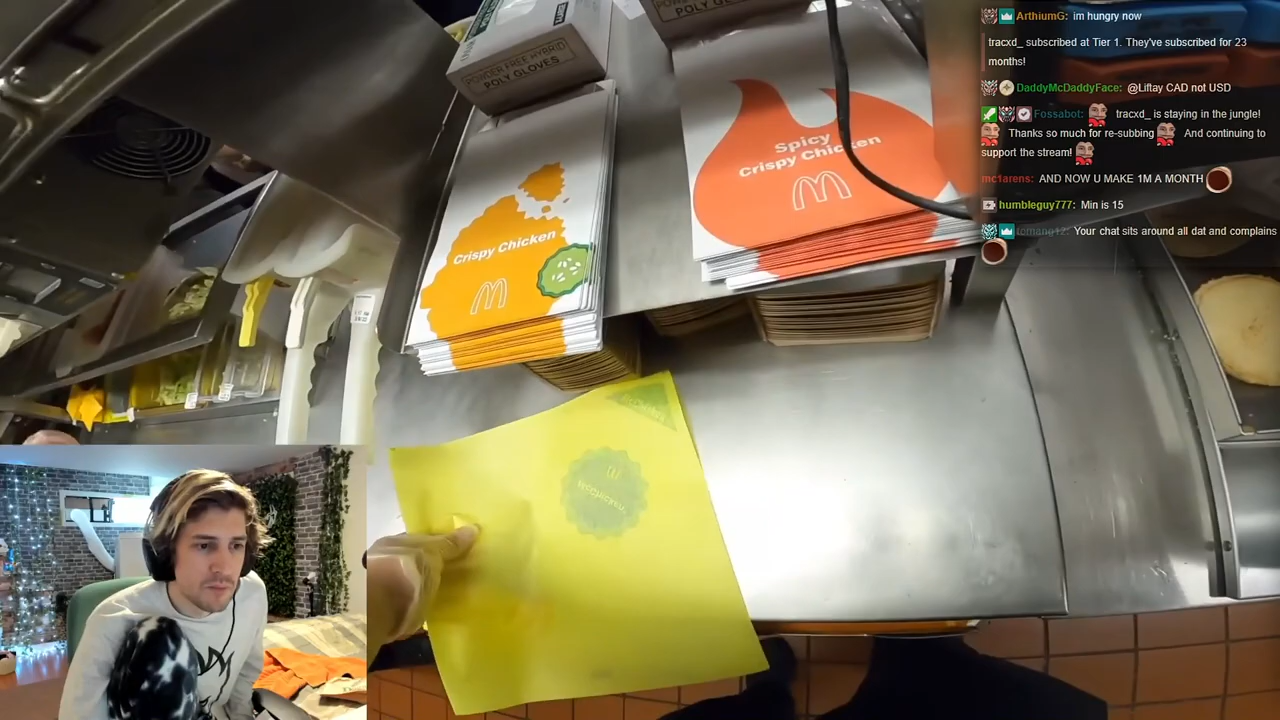 POWDER FREE HYBRID
POLY GLOVES
POLY GLOVES
Crispy Chicken
Spicy
Crispy Chicken
McChicken
ArthiumG: im hungry now
tracxd_ subscribed at Tier 1. They've subscribed for 23
months!
DaddyMcDaddyFace: @Liftay CAD not USD
Fossabot: tracxd_ is staying in the jungle!
Thanks so much for re-subbing And continuing to
support the stream!
mc1arens: AND NOW U MAKE 1M A MONTH
humbleguy777: Min is 15
romang12: Your chat sits around all dat and complains